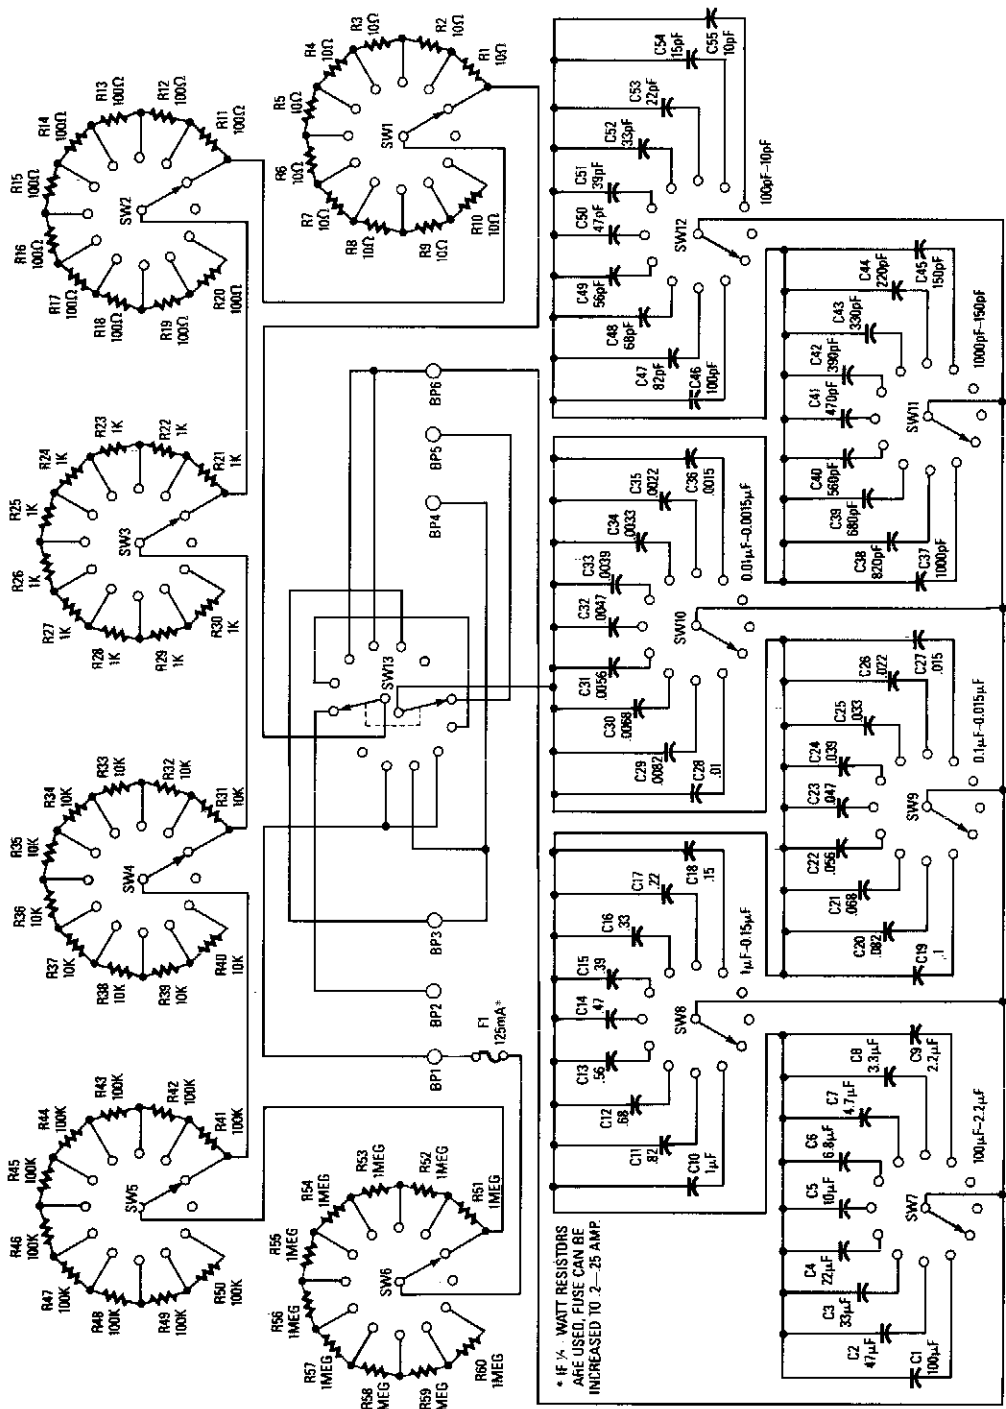 R44
100K
R43
100K
R42
100K
R41
100K
R45
100K
R46
100K
R47
100K
R48
100K
R49
100K
R50
100K
SW5
R34
10K
R33
10K
R32
10K
R31
10K
R35
10K
R36
10K
R37
10K
R38
10K
R39
10K
R40
10K
SW4
R24
1K
R23
1K
R22
1K
R21
1K
R25
1K
R26
1K
R27
1K
R28
1K
R29
1K
R30
1K
SW3
R14
100Ω
R13
100Ω
R12
100Ω
R11
100Ω
R15
100Ω
R16
100Ω
R17
100Ω
R18
100Ω
R19
100Ω
R20
100Ω
SW2
R54
1MEG
R53
1MEG
R52
1MEG
R51
1MEG
R55
1MEG
R56
1MEG
R57
1MEG
R58
MEG
R59
MEG
R60
1MEG
SW6
R4
10Ω
R3
10Ω
R2
10Ω
R1
10Ω
R5
10Ω
R6
10Ω
R7
10Ω
R8
10Ω
R9
10Ω
R10
10Ω
SW1
SW13
BP1
BP2
BP3
BP4
BP5
BP6
F1
125mA*
* IF 1/4 - WATT RESISTORS
ARE USED, FUSE CAN BE
INCREASED TO .2—.25 AMP.
C10
1µF
C11
.82
C12
.68
C13
.56
C14
.47
C15
.39
C16
.33
C17
.22
C18
.15
SW8
1µF-0.15µF
C28
.01
C29
.0082
C30
.0068
C31
.0056
C32
.0047
C33
.0039
C34
.0033
C35
.0022
C36
.0015
SW10
0.01µF-0.0015µF
C46
100pF
C47
82pF
C48
68pF
C49
56pF
C50
47pF
C51
39pF
C52
33pF
C53
22pF
C54
15pF
C55
10pF
SW12
100pF-10pF
C1
100µF
C2
47µF
C3
33µF
C4
22µF
C5
10µF
C6
6.8µF
C7
4.7µF
C8
3.3µF
C9
2.2µF
SW7
100µF-2.2µF
C19
.1
C20
.082
C21
.068
C22
.056
C23
.047
C24
.039
C25
.033
C26
.022
C27
.015
SW9
0.1µF-0.015µF
C37
1000pF
C38
820pF
C39
680pF
C40
560pF
C41
470pF
C42
390pF
C43
330pF
C44
220pF
C45
150pF
SW11
1000pF-150pF